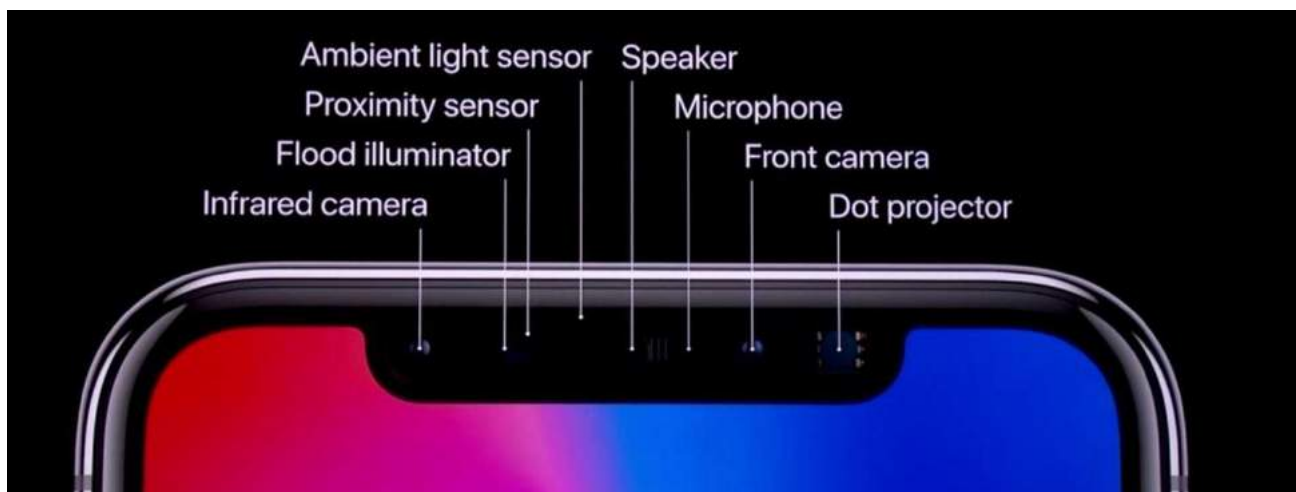 Ambient light sensor
Speaker
Proximity sensor
Microphone
Flood illuminator
Front camera
Infrared camera
Dot projector